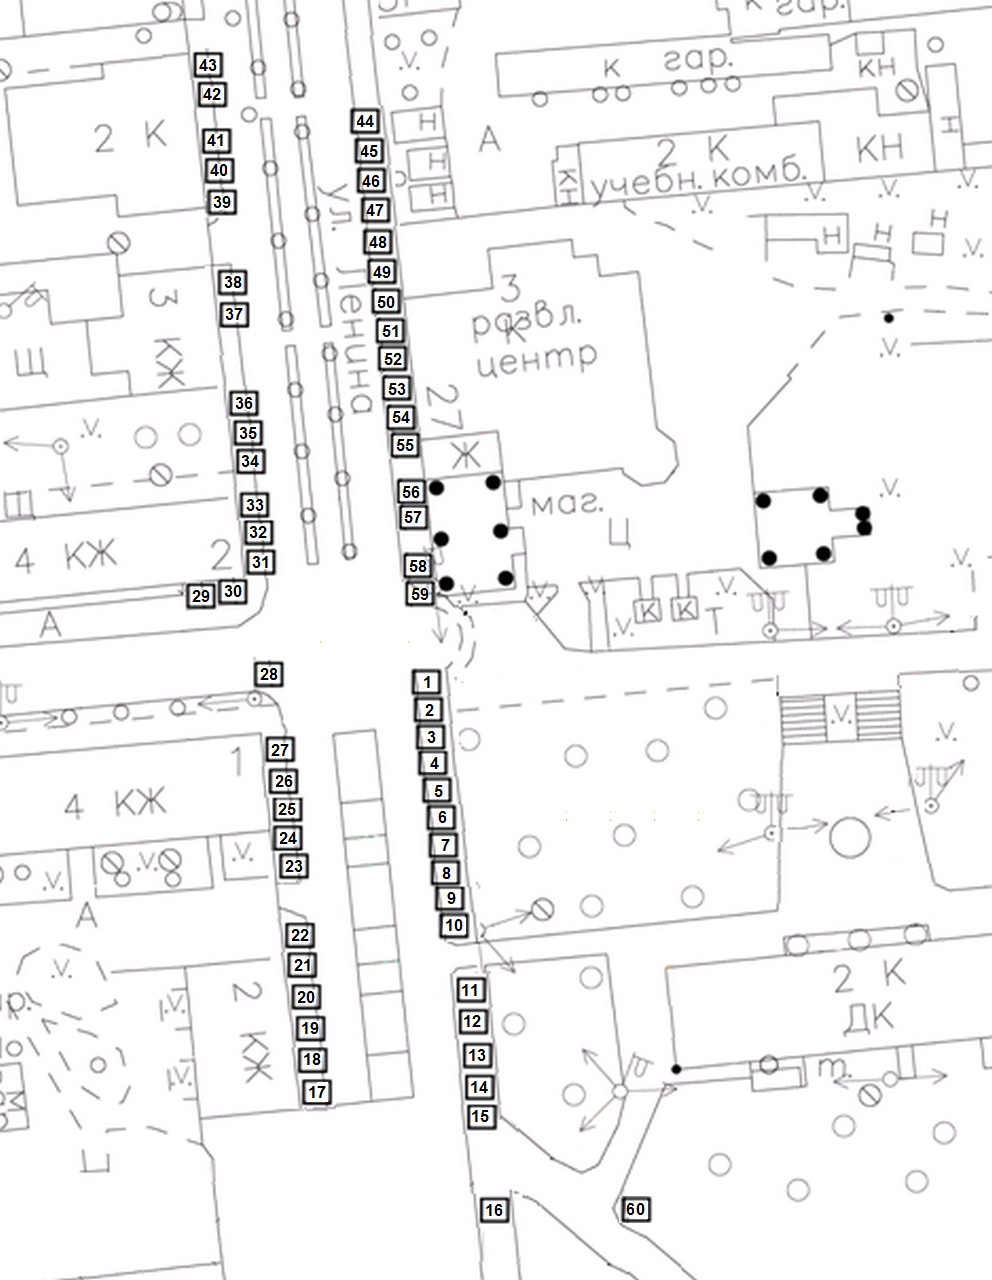 к гар.
к гар.
КН
43
42
2 К
41
40
39
44
45
46
47
48
49
50
51
52
53
54
55
56
57
58
59
.V.
Н
Н
Н
А
2 К
учебн. комб.
КН
КН
Н
ул. Ленина
.V.
.V.
.V.
.V.
Н
Н
Н
.V.
3
К
развл.
центр
27
Ж
маг.
Ц
.V.
.V.
.V.
38
37
3
КЖ
Щ
36
35
34
.V.
33
32
31
4 КЖ
2
29
30
А
.V.
К
К
Т
28
1
2
3
4
5
6
7
8
9
10
.V.
.V.
27
26
25
24
23
1
4 КЖ
.V.
.V.
.V.
А
.V.
22
21
20
19
18
17
2
КЖ
.V.
.V.
11
12
13
14
15
16
60
2 К
ДК
т.